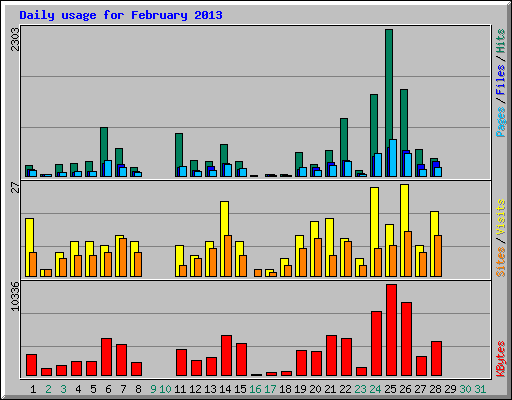 Daily usage for February 2013
2303
Pages / Files / Hits
27
Sites / Visits
10336
KBytes
1 2 3 4 5 6 7 8 9 10 11 12 13 14 15 16 17 18 19 20 21 22 23 24 25 26 27 28 29 30 31